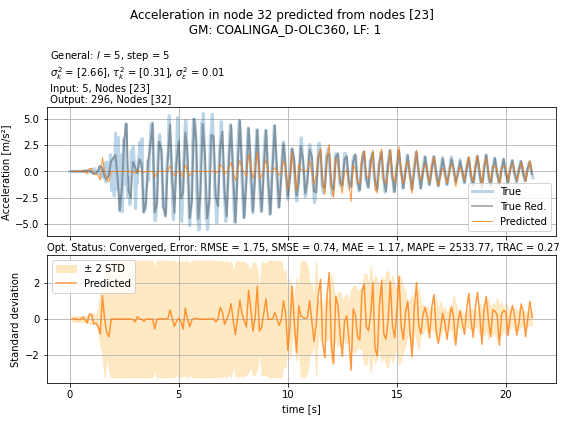 Acceleration in node 32 predicted from nodes [23]
GM: COALINGA_D-OLC360, LF: 1
General: l = 5, step = 5
σ²ₖ = [2.66], τ²ₖ = [0.31], σ²ε = 0.01
Input: 5, Nodes [23]
Output: 296, Nodes [32]
Acceleration [m/s²]
5.0
2.5
0.0
−2.5
−5.0
True
True Red.
Predicted
Opt. Status: Converged, Error: RMSE = 1.75, SMSE = 0.74, MAE = 1.17, MAPE = 2533.77, TRAC = 0.27
Standard deviation
2
0
−2
± 2 STD
Predicted
0 5 10 15 20
time [s]